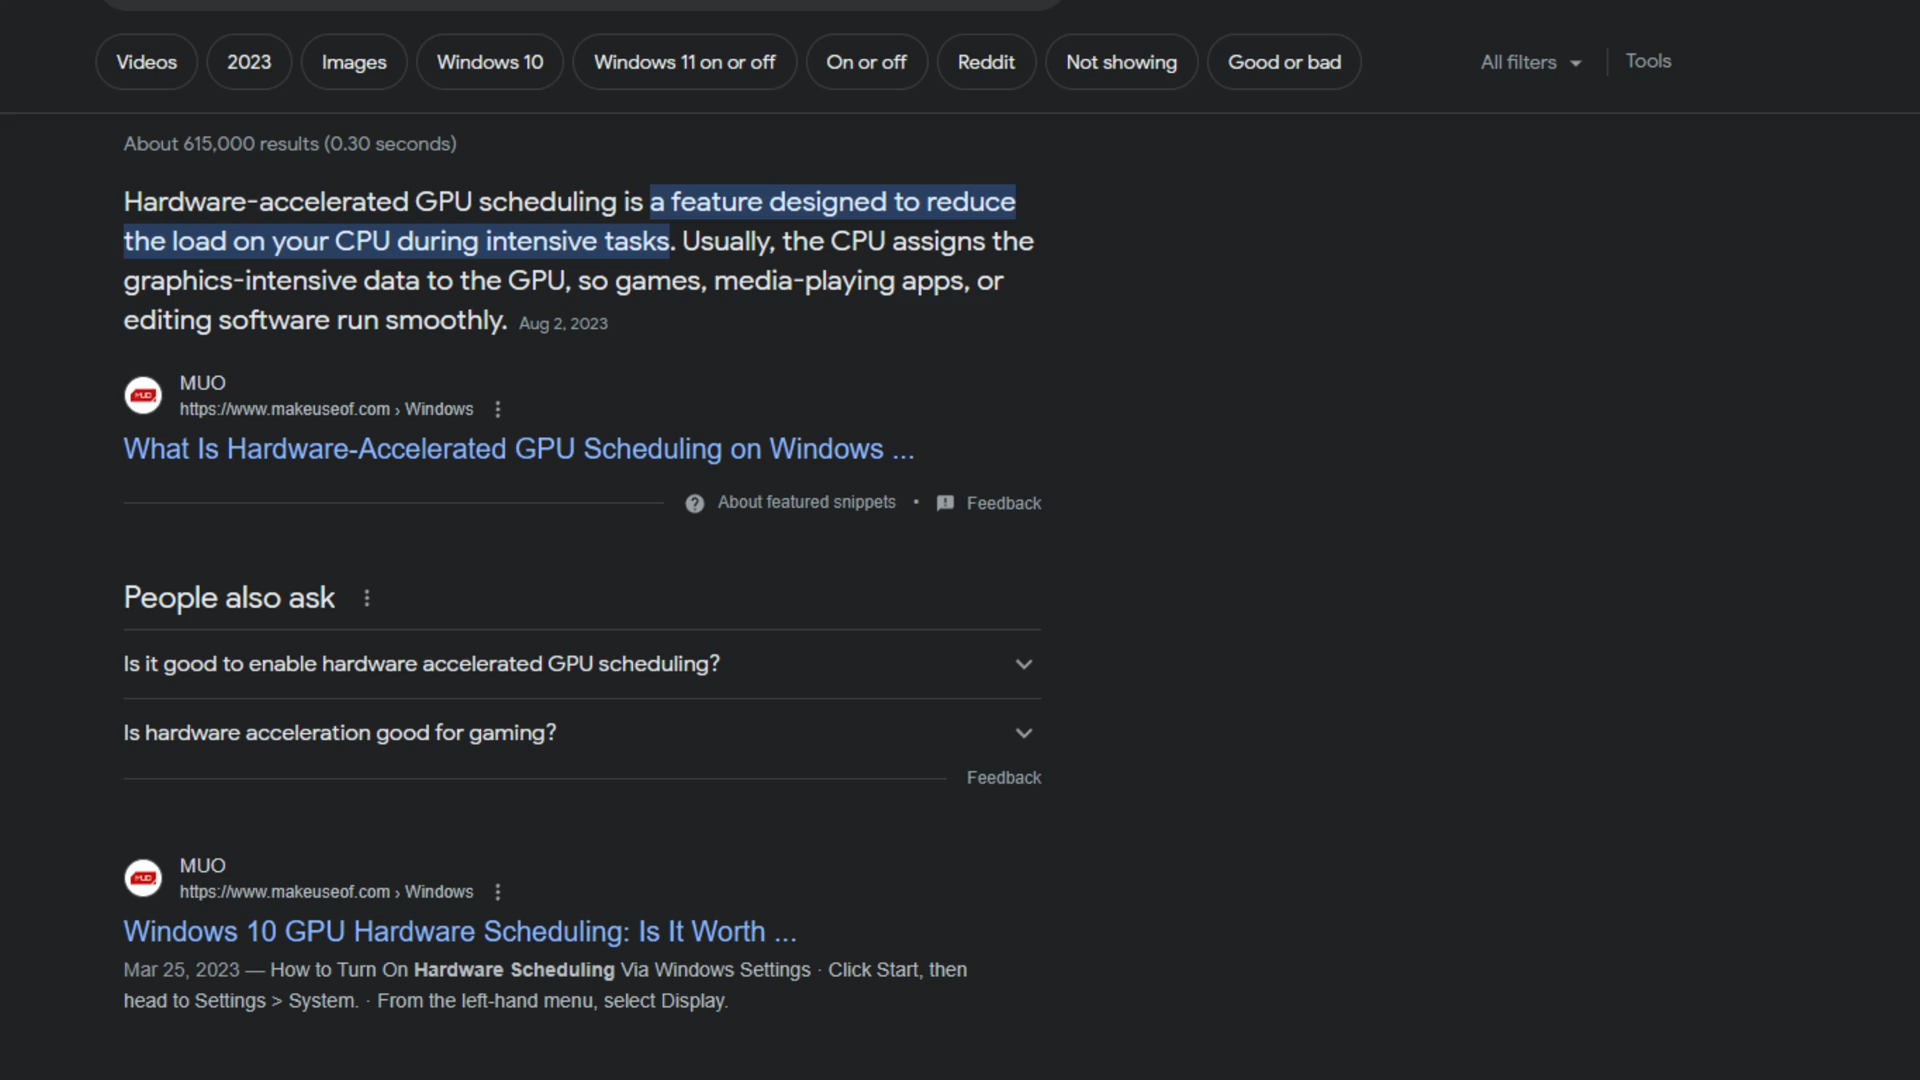 Videos 2023 Images Windows 10 Windows 11 on or off On or off Reddit Not showing Good or bad All filters Tools
About 615,000 results (0.30 seconds)
Hardware-accelerated GPU scheduling is a feature designed to reduce
the load on your CPU during intensive tasks. Usually, the CPU assigns the
graphics-intensive data to the GPU, so games, media-playing apps, or
editing software run smoothly. Aug 2, 2023
MUO
MUO
https://www.makeuseof.com › Windows
What Is Hardware-Accelerated GPU Scheduling on Windows ...
About featured snippets • Feedback
People also ask
Is it good to enable hardware accelerated GPU scheduling?
Is hardware acceleration good for gaming?
Feedback
MUO
MUO
https://www.makeuseof.com › Windows
Windows 10 GPU Hardware Scheduling: Is It Worth ...
Mar 25, 2023 — How to Turn On Hardware Scheduling Via Windows Settings · Click Start, then
head to Settings > System. · From the left-hand menu, select Display.